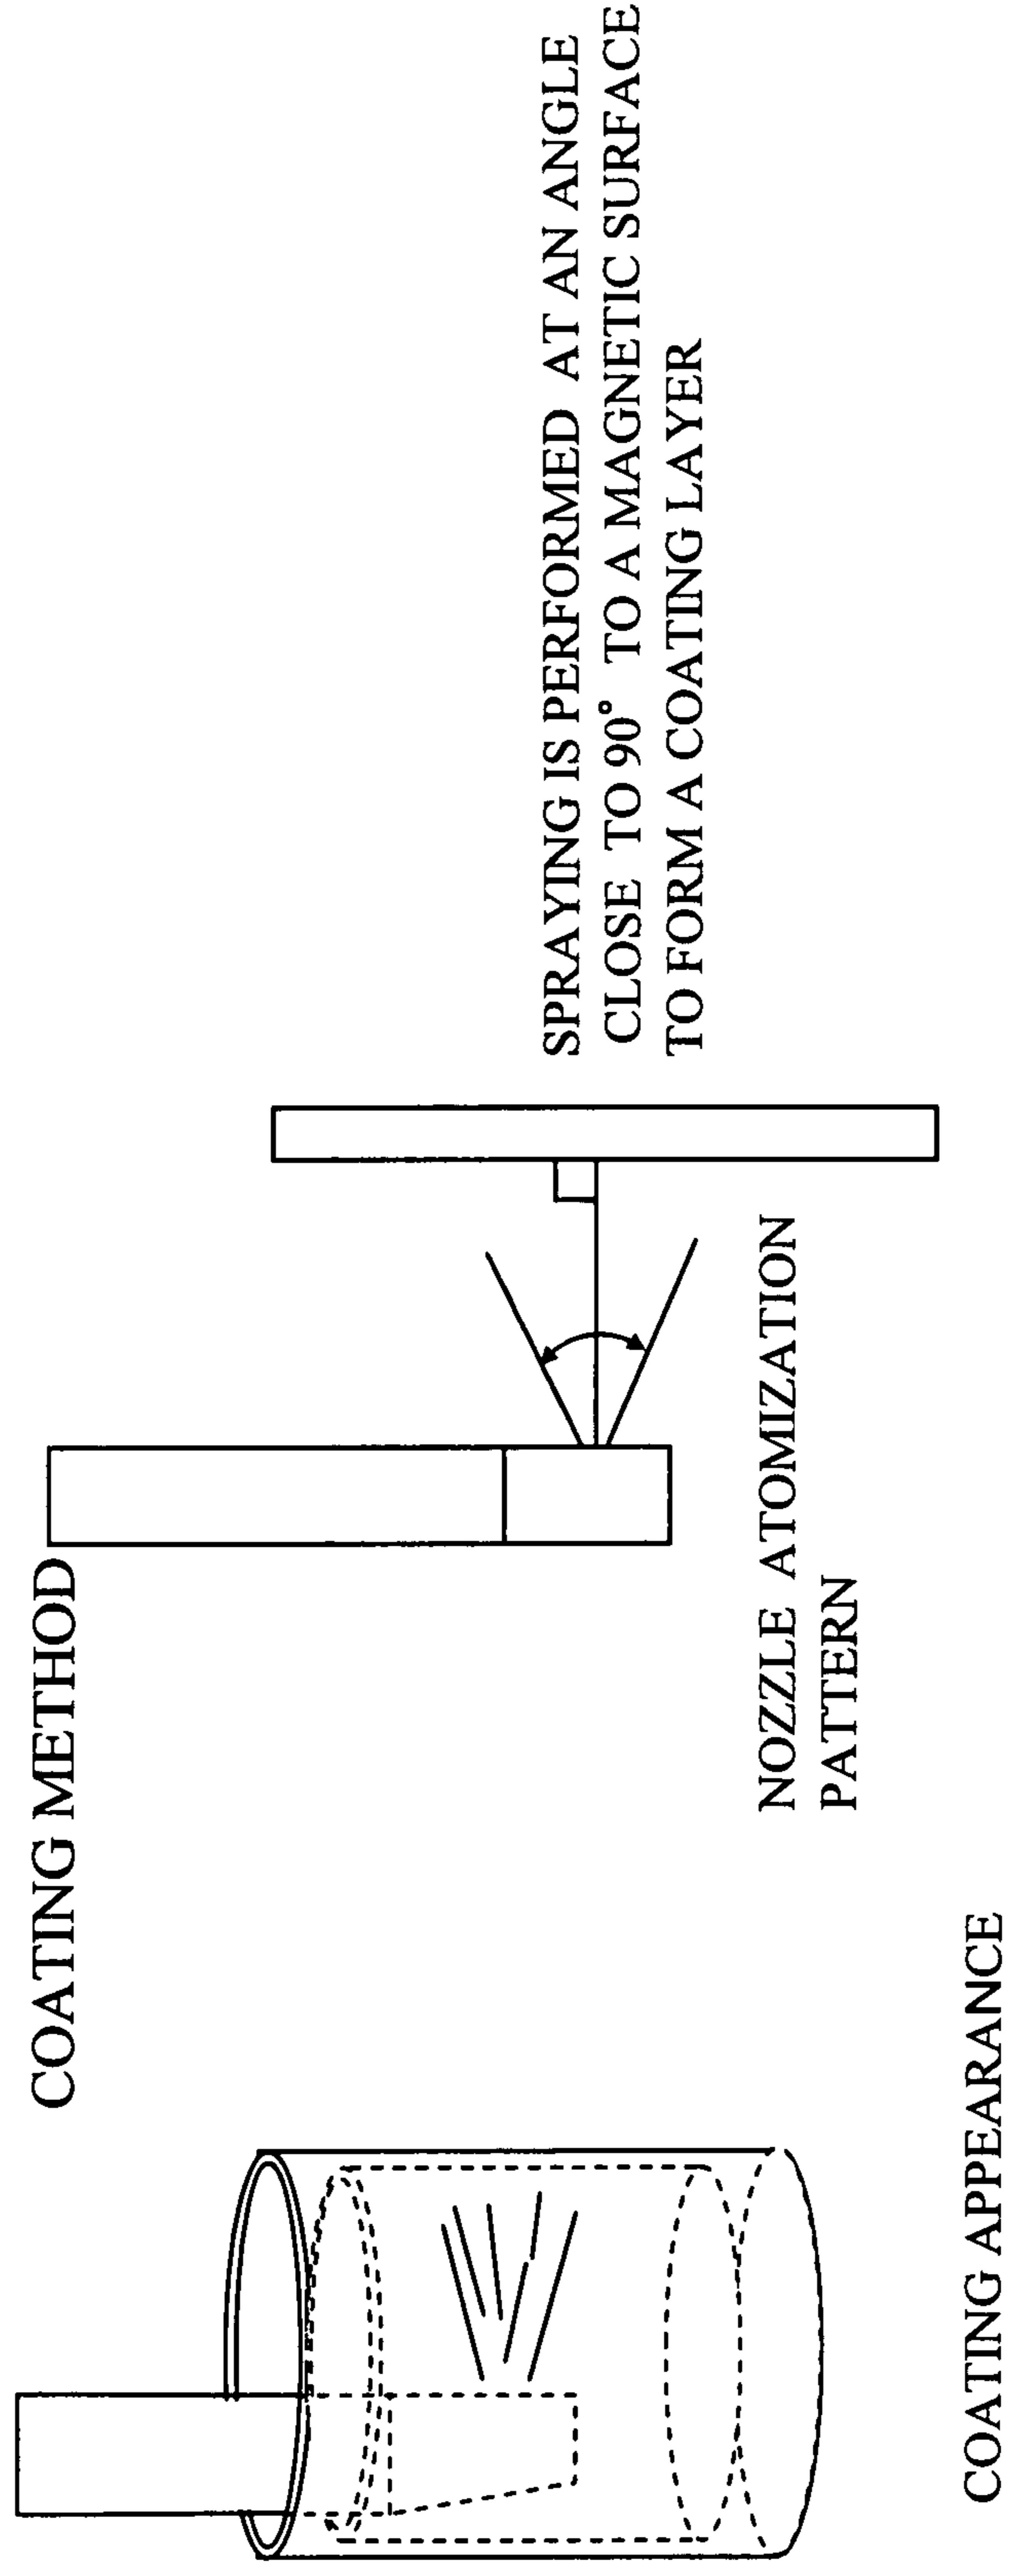 COATING METHOD
SPRAYING IS PERFORMED AT AN ANGLE
CLOSE TO 90° TO A MAGNETIC SURFACE
TO FORM A COATING LAYER
NOZZLE ATOMIZATION
PATTERN
COATING APPEARANCE